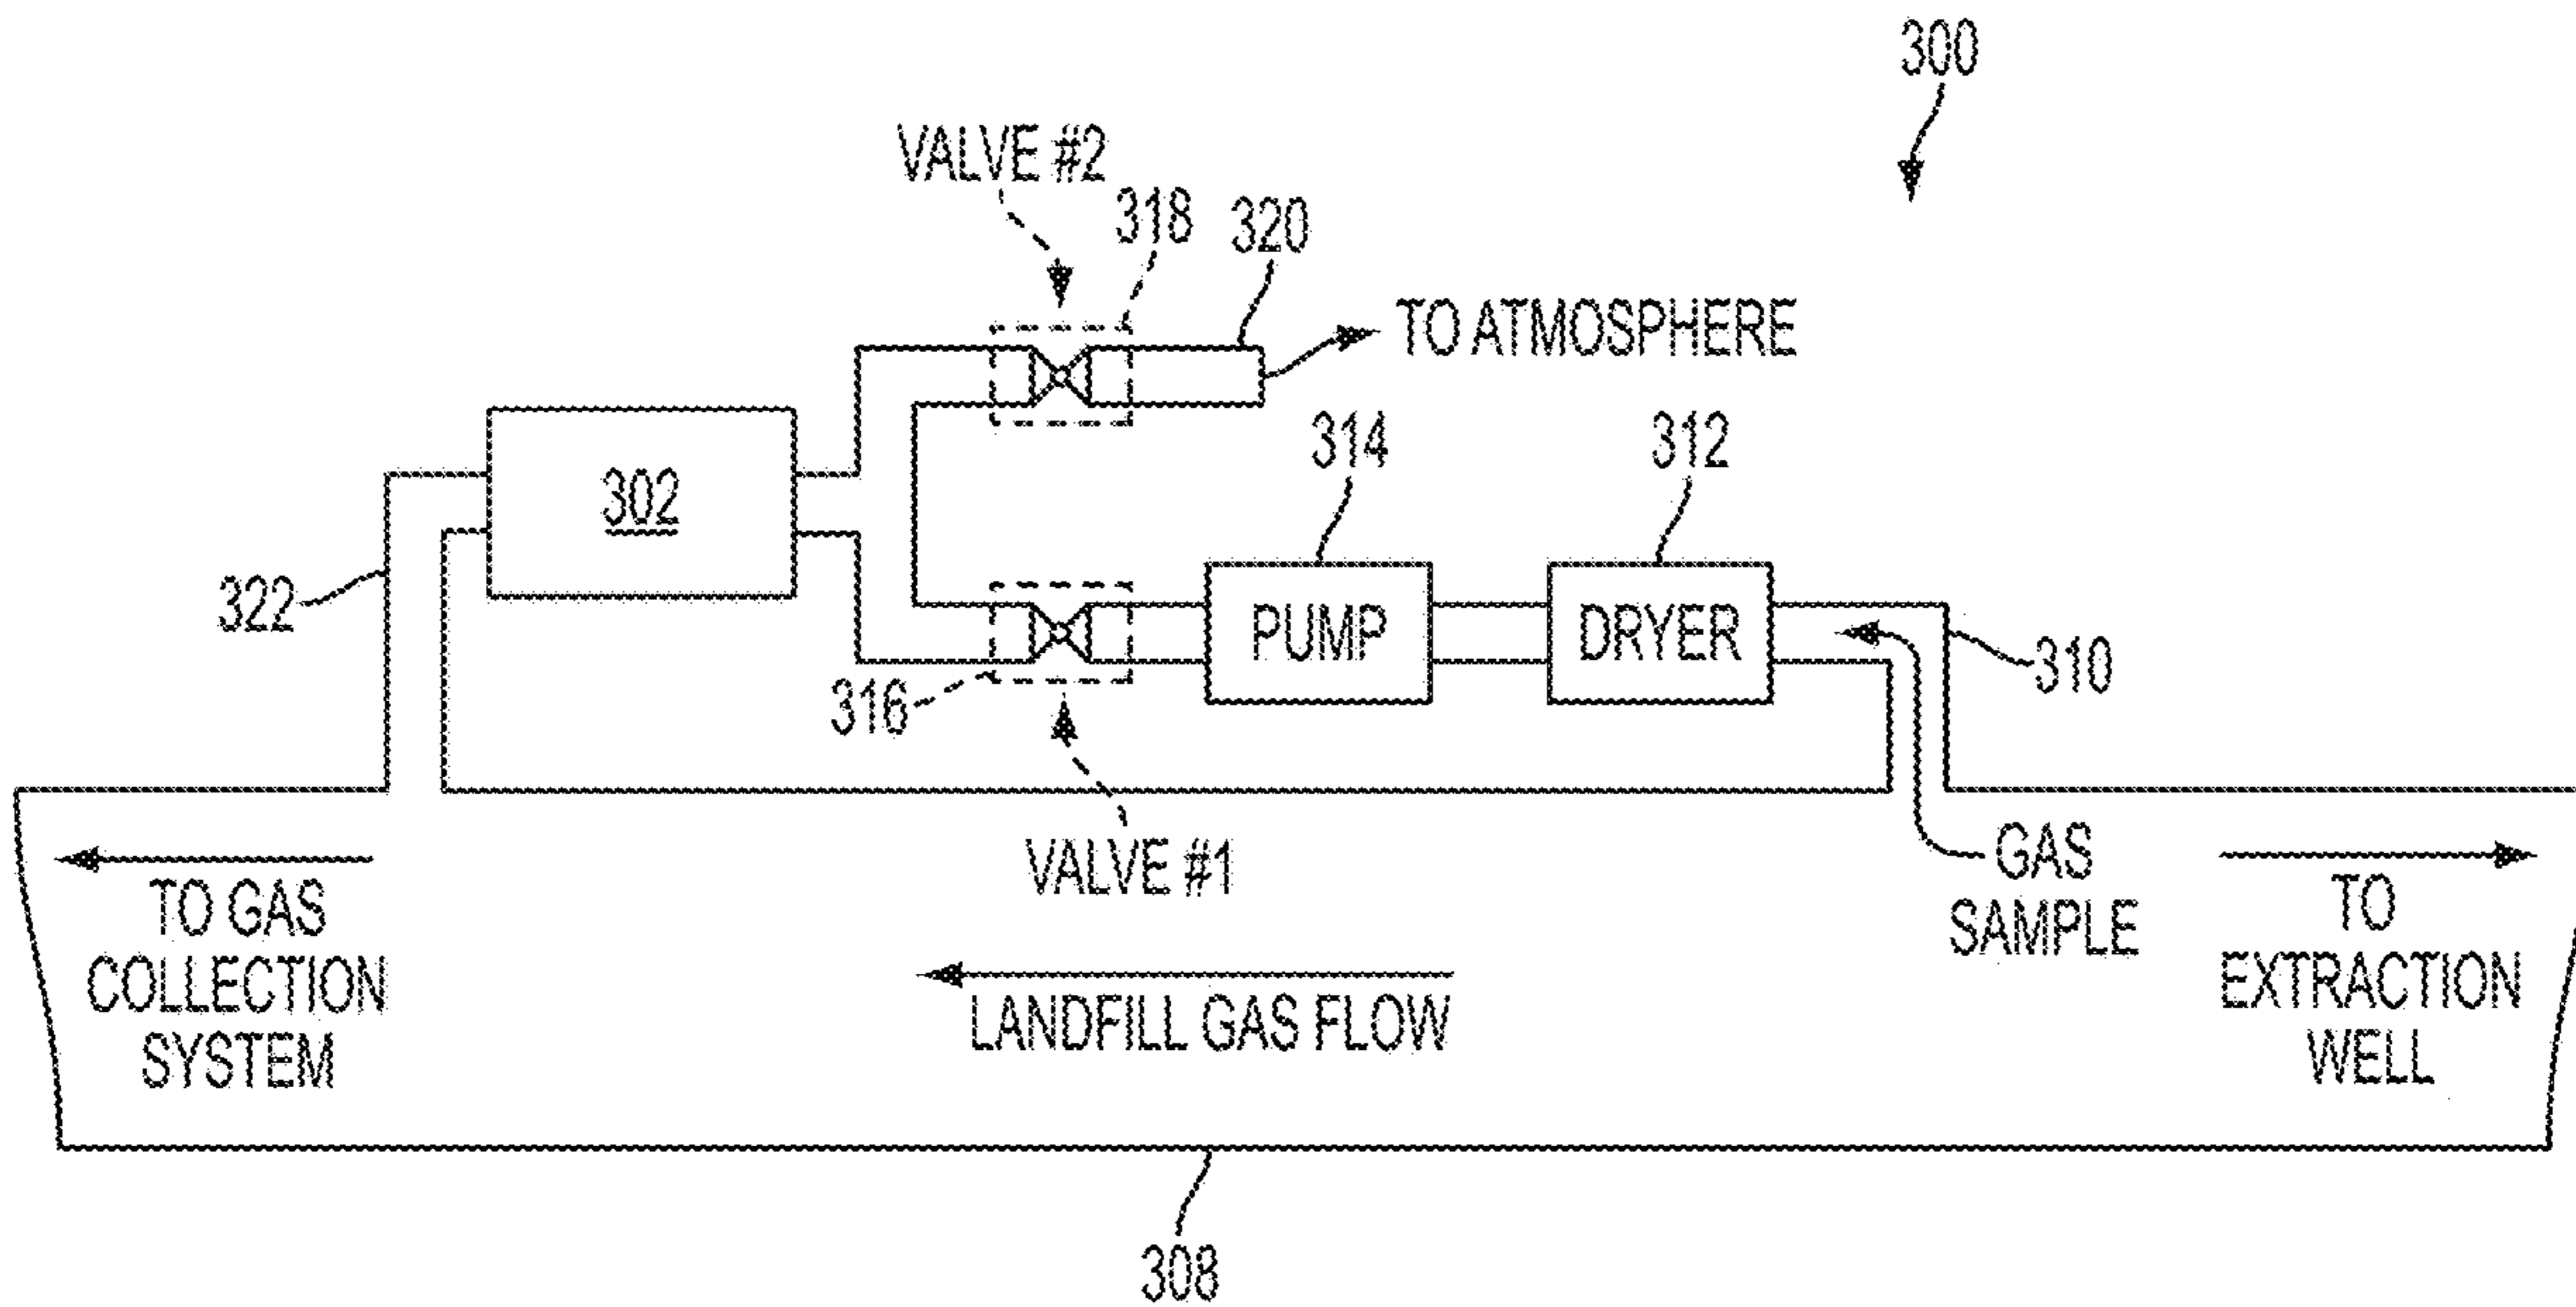 300
VALVE #2
318
320
TO ATMOSPHERE
314
312
302
322
PUMP
DRYER
310
316
VALVE #1
GAS
SAMPLE
TO GAS
COLLECTION
SYSTEM
LANDFILL GAS FLOW
TO
EXTRACTION
WELL
308